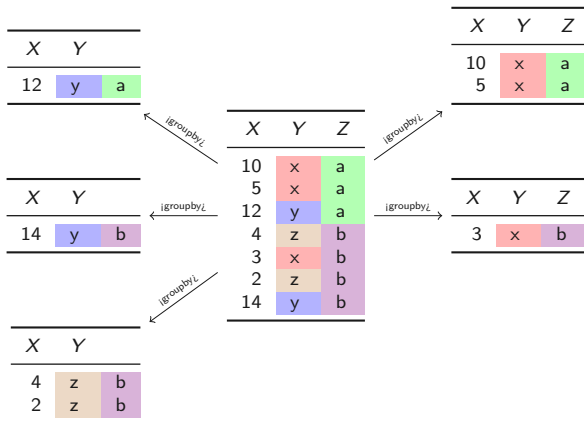 X Y
12 y a
X Y Z
10 x a
5 x a
¡groupby¿
¡groupby¿
X Y Z
10 x a
5 x a
12 y a
4 z b
3 x b
2 z b
14 y b
X Y
14 y b
¡groupby¿
¡groupby¿
X Y Z
3 x b
¡groupby¿
X Y
4 z b
2 z b